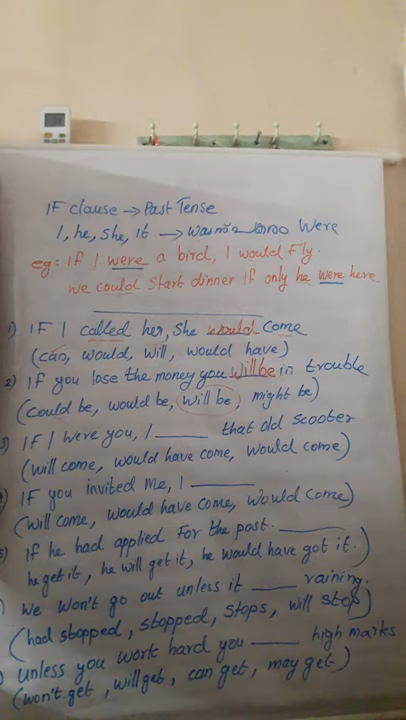 IF clause → Past Tense
I, he, she, it → Were
eg: If I were a bird, I would fly.
We could start dinner if only he were here
1) IF I called her, She would come
(can, would, will, would have)
2) If you lose the money you will be in trouble
(could be, would be, will be, might be)
3) If I were you, I ____ that old scooter
(will come, would have come, would come)
IF you invited me, I ____
(will come, would have come, would come)
If he had applied for the post. ____
he get it, he will get it, he would have got it.)
We won't go out unless it ____ raining.
(had stopped, stopped, stops, will stop)
unless you work hard you ____ high marks
(won't get, will get, can get, may get)